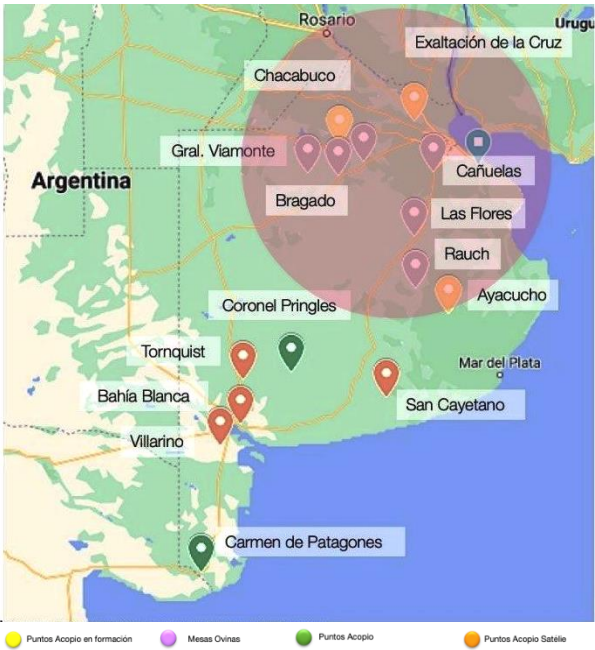 Rosario
Urugu
Exaltación de la Cruz
Chacabuco
Gral. Viamonte
Argentina
Cañuelas
Bragado
Las Flores
Rauch
Coronel Pringles
Ayacucho
Tornquist
Mar del Plata
Bahía Blanca
San Cayetano
Villarino
Carmen de Patagones
Puntos Acopio en formación
Mesas Ovinas
Puntos Acopio
Puntos Acopio Satélie